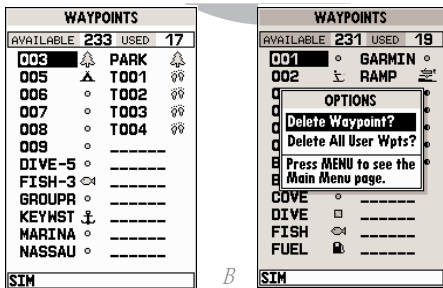 WAYPOINTS
AVAILABLE 233 USED 17
003 PARK
005 T001
006 T002
007 T003
008 T004
009 ______
DIVE-5 ______
FISH-3 ______
GROUPR ______
KEYWST ______
MARINA ______
NASSAU ______
SIM
B
WAYPOINTS
AVAILABLE 231 USED 19
001 GARMIN
002 RAMP
OPTIONS
Delete Waypoint?
Delete All User Wpts?
Press MENU to see the
Main Menu page.
COVE ______
DIVE ______
FISH ______
FUEL ______
SIM